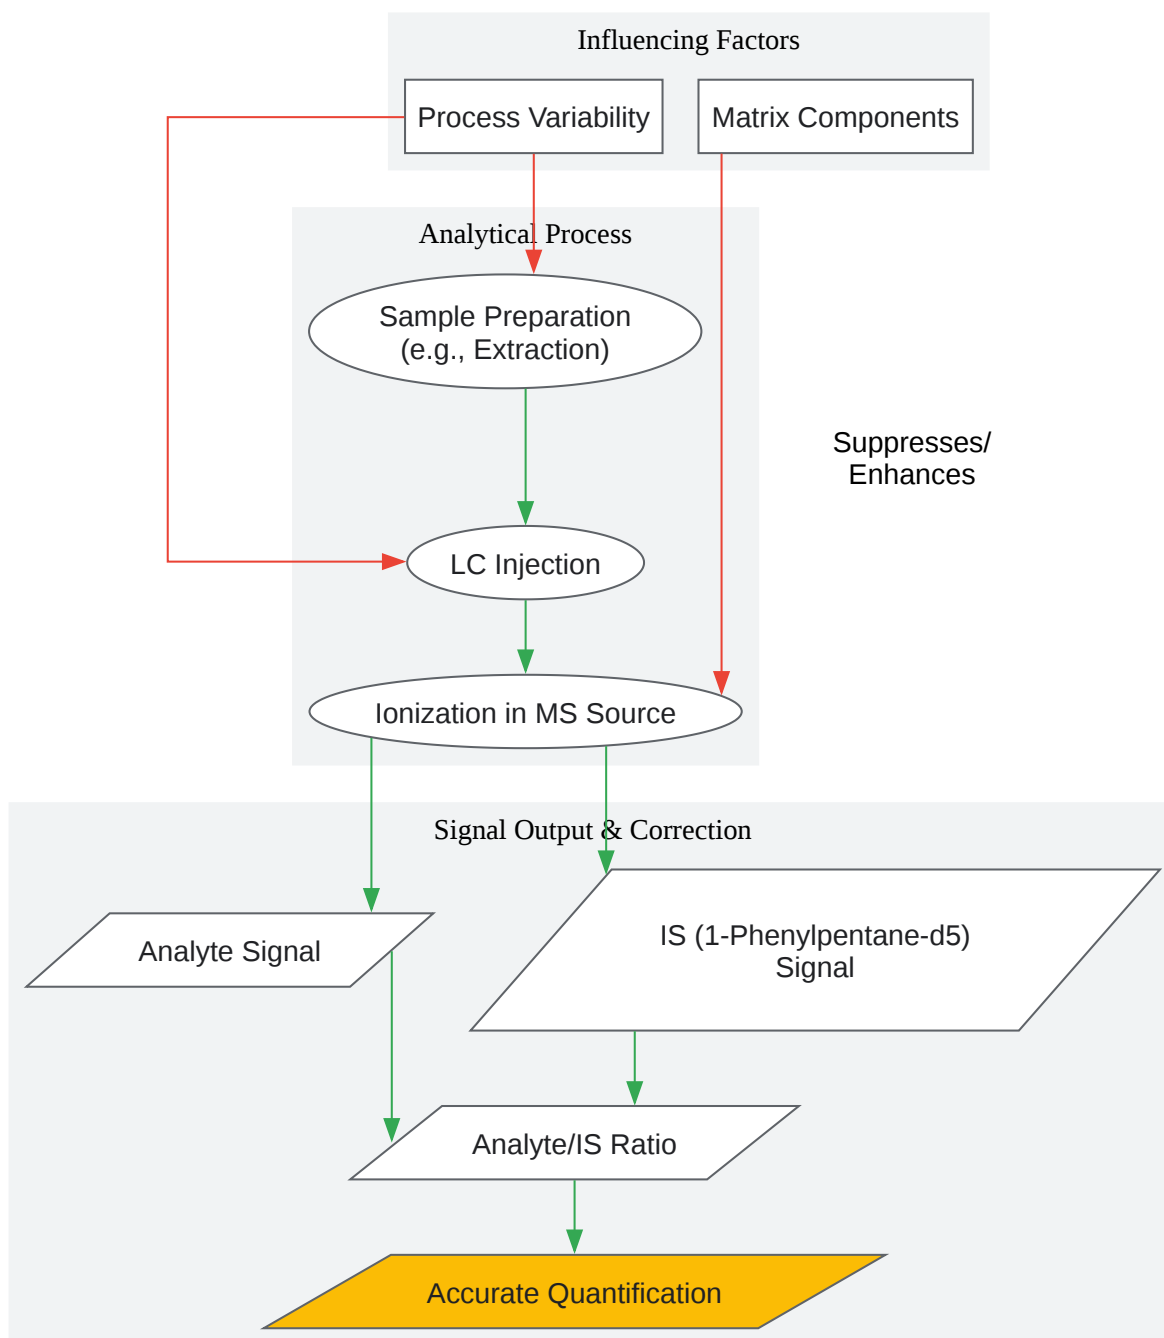 Influencing Factors
Process Variability
Matrix Components
Analytical Process
Sample Preparation
(e.g., Extraction)
Suppresses/
Enhances
LC Injection
Ionization in MS Source
Signal Output & Correction
Analyte Signal
IS (1-Phenylpentane-d5)
Signal
Analyte/IS Ratio
Accurate Quantification